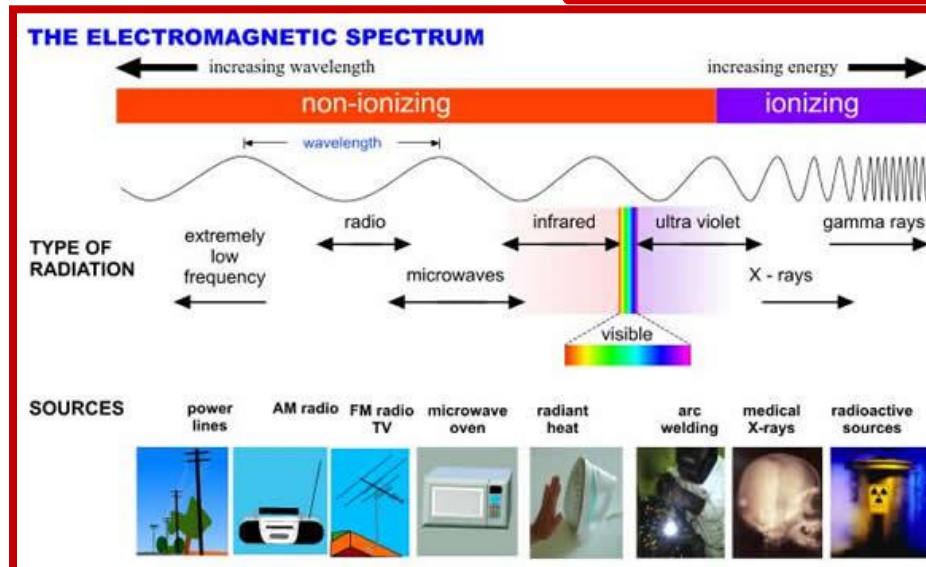 THE ELECTROMAGNETIC SPECTRUM
increasing wavelength
increasing energy
non-ionizing
ionizing
wavelength
TYPE OF
RADIATION
extremely
low
frequency
radio
microwaves
infrared
visible
ultra violet
X - rays
gamma rays
SOURCES
power
lines
AM radio
FM radio
TV
microwave
oven
radiant
heat
arc
welding
medical
X-rays
radioactive
sources